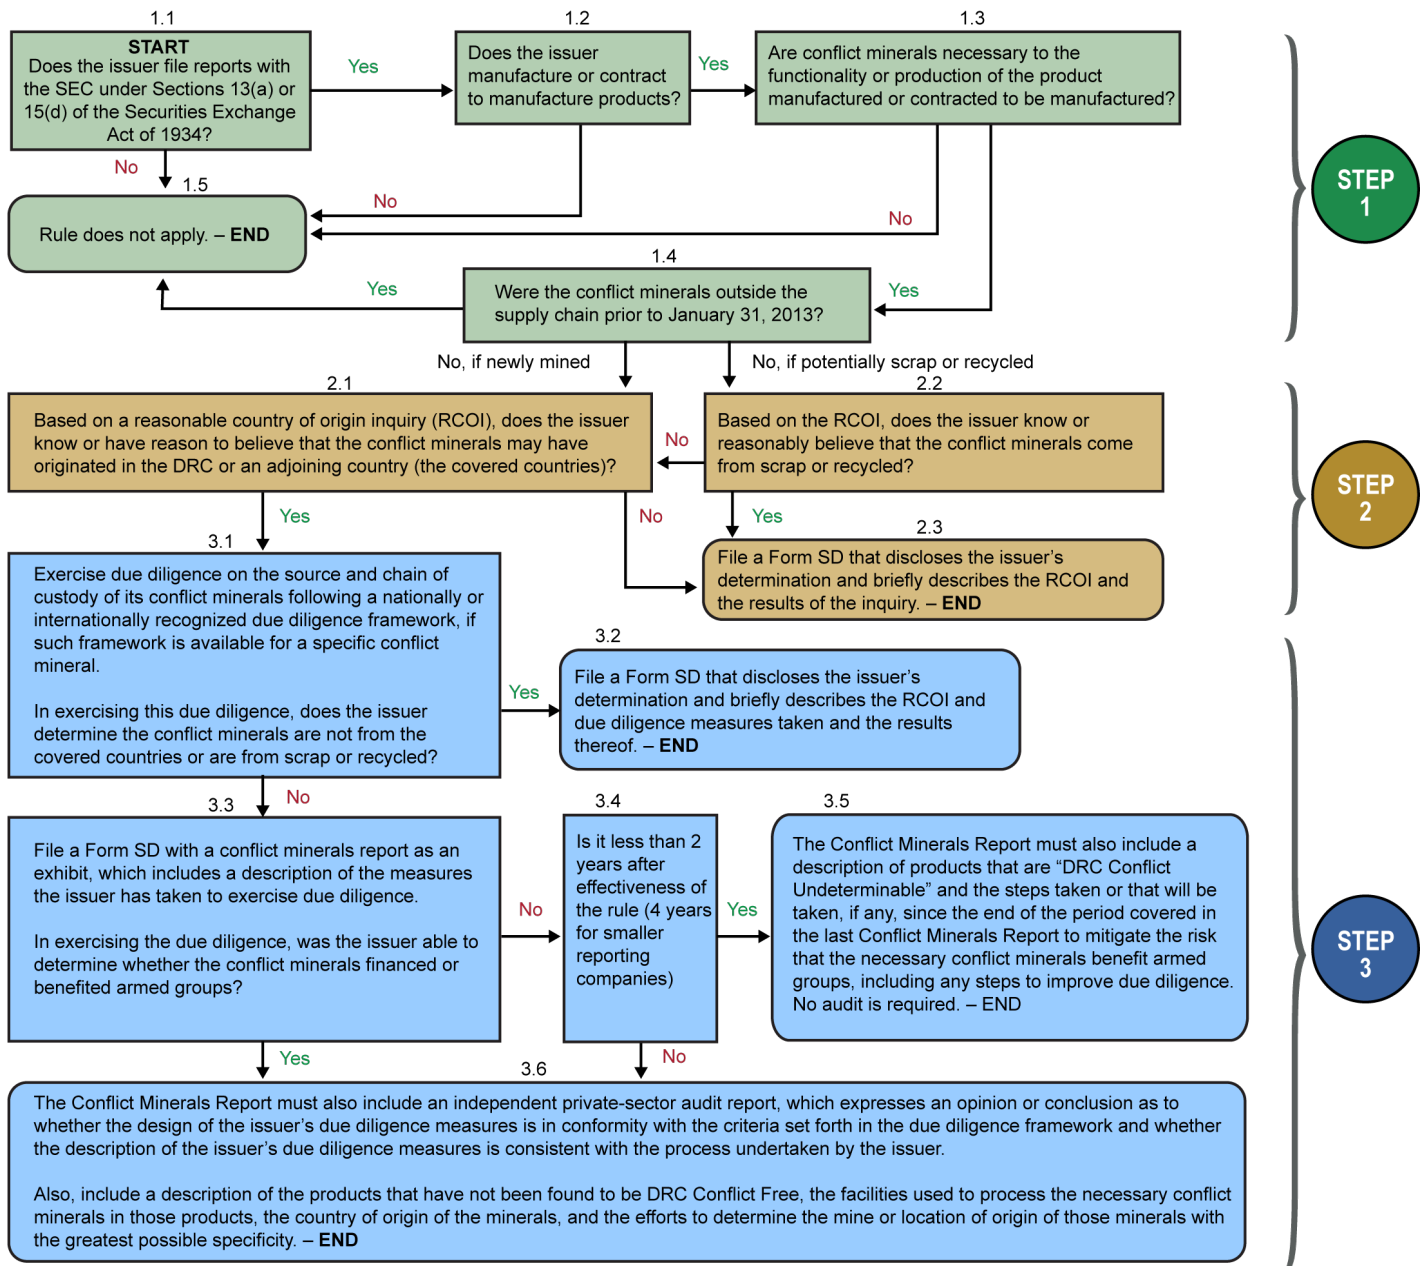 1.1
START
Does the issuer file reports with
the SEC under Sections 13(a) or
15(d) of the Securities Exchange
Act of 1934?
Yes
1.2
Does the issuer
manufacture or contract
to manufacture products?
Yes
1.3
Are conflict minerals necessary to the
functionality or production of the product
manufactured or contracted to be manufactured?
No
1.5
Rule does not apply. – END
No
No
1.4
Were the conflict minerals outside the
supply chain prior to January 31, 2013?
Yes
Yes
STEP
1
No, if newly mined
No, if potentially scrap or recycled
2.1
Based on a reasonable country of origin inquiry (RCOI), does the issuer
know or have reason to believe that the conflict minerals may have
originated in the DRC or an adjoining country (the covered countries)?
No
2.2
Based on the RCOI, does the issuer know or
reasonably believe that the conflict minerals come
from scrap or recycled?
Yes
No
Yes
2.3
File a Form SD that discloses the issuer’s
determination and briefly describes the RCOI and
the results of the inquiry. – END
STEP
2
3.1
Exercise due diligence on the source and chain of
custody of its conflict minerals following a nationally or
internationally recognized due diligence framework, if
such framework is available for a specific conflict
mineral.
In exercising this due diligence, does the issuer
determine the conflict minerals are not from the
covered countries or are from scrap or recycled?
Yes
3.2
File a Form SD that discloses the issuer’s
determination and briefly describes the RCOI and
due diligence measures taken and the results
thereof. – END
No
3.3
File a Form SD with a conflict minerals report as an
exhibit, which includes a description of the measures
the issuer has taken to exercise due diligence.
In exercising the due diligence, was the issuer able to
determine whether the conflict minerals financed or
benefited armed groups?
No
3.4
Is it less than 2
years after
effectiveness of
the rule (4 years
for smaller
reporting
companies)
Yes
3.5
The Conflict Minerals Report must also include a
description of products that are “DRC Conflict
Undeterminable” and the steps taken or that will be
taken, if any, since the end of the period covered in
the last Conflict Minerals Report to mitigate the risk
that the necessary conflict minerals benefit armed
groups, including any steps to improve due diligence.
No audit is required. – END
STEP
3
Yes
No
3.6
The Conflict Minerals Report must also include an independent private-sector audit report, which expresses an opinion or conclusion as to
whether the design of the issuer’s due diligence measures is in conformity with the criteria set forth in the due diligence framework and whether
the description of the issuer’s due diligence measures is consistent with the process undertaken by the issuer.
Also, include a description of the products that have not been found to be DRC Conflict Free, the facilities used to process the necessary conflict
minerals in those products, the country of origin of the minerals, and the efforts to determine the mine or location of origin of those minerals with
the greatest possible specificity. – END